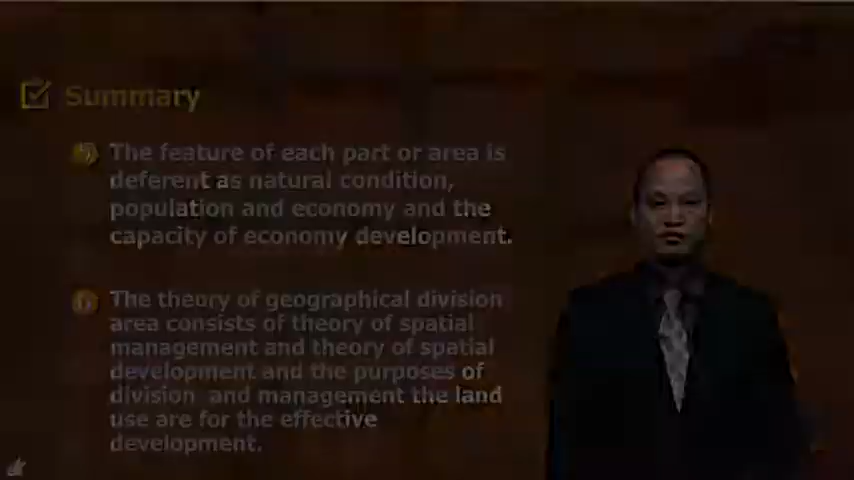 Summary
5 The feature of each part or area is
deferent as natural condition,
population and economy and the
capacity of economy development.
6 The theory of geographical division
area consists of theory of spatial
management and theory of spatial
development and the purposes of
division and management the land
use are for the effective
development.